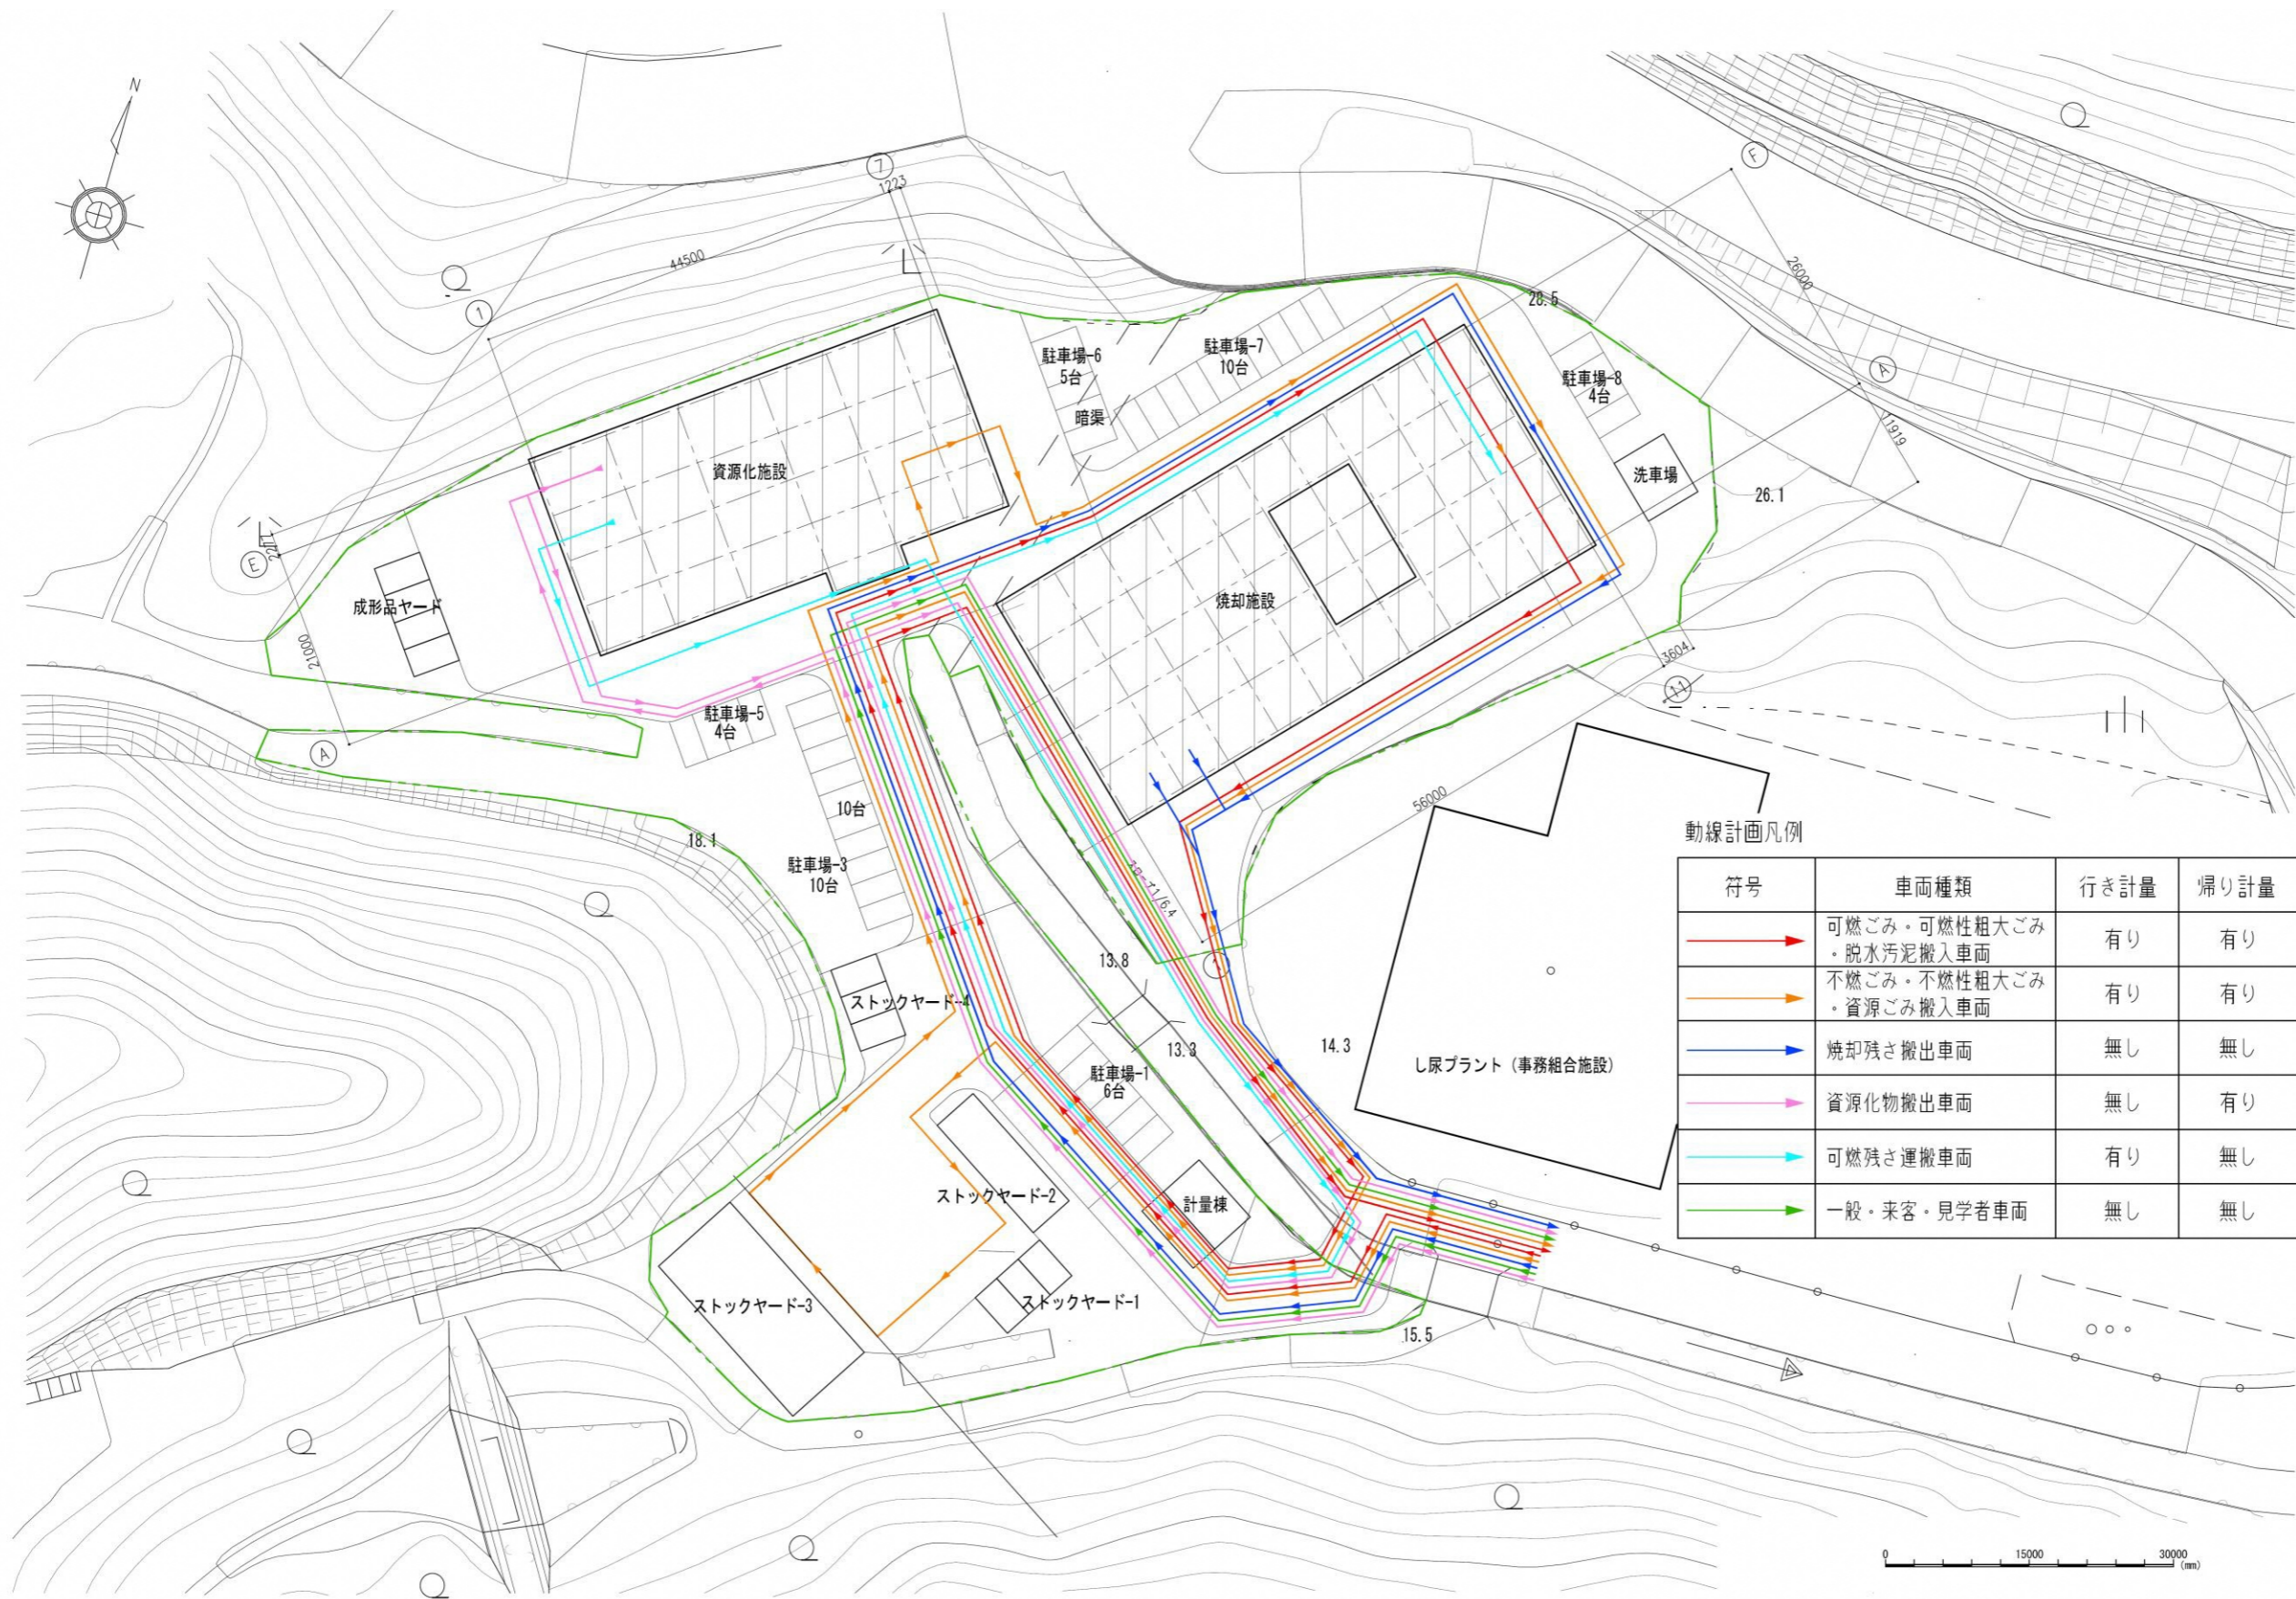 N
7
1223
F
44500
1
26000
28.5
駐車場-6
5台
駐車場-7
10台
駐車場-8
4台
A
1919
暗渠
資源化施設
洗車場
26.1
E
2217
成形品ヤード
焼却施設
21000
3604
11
駐車場-5
4台
A
10台
56000
18.1
駐車場-3
10台
スロープ1/6.4
13.8
ストックヤード-4
13.3
14.3
駐車場-1
6台
し尿プラント（事務組合施設）
ストックヤード-2
計量棟
ストックヤード-3
ストックヤード-1
15.5
動線計画凡例
符号 車両種類 行き計量 帰り計量
可燃ごみ・可燃性粗大ごみ
・脱水汚泥搬入車両 有り 有り
不燃ごみ・不燃性粗大ごみ
・資源ごみ搬入車両 有り 有り
焼却残さ搬出車両 無し 無し
資源化物搬出車両 無し 有り
可燃残さ運搬車両 有り 無し
一般・来客・見学者車両 無し 無し
0 15000 30000
(mm)